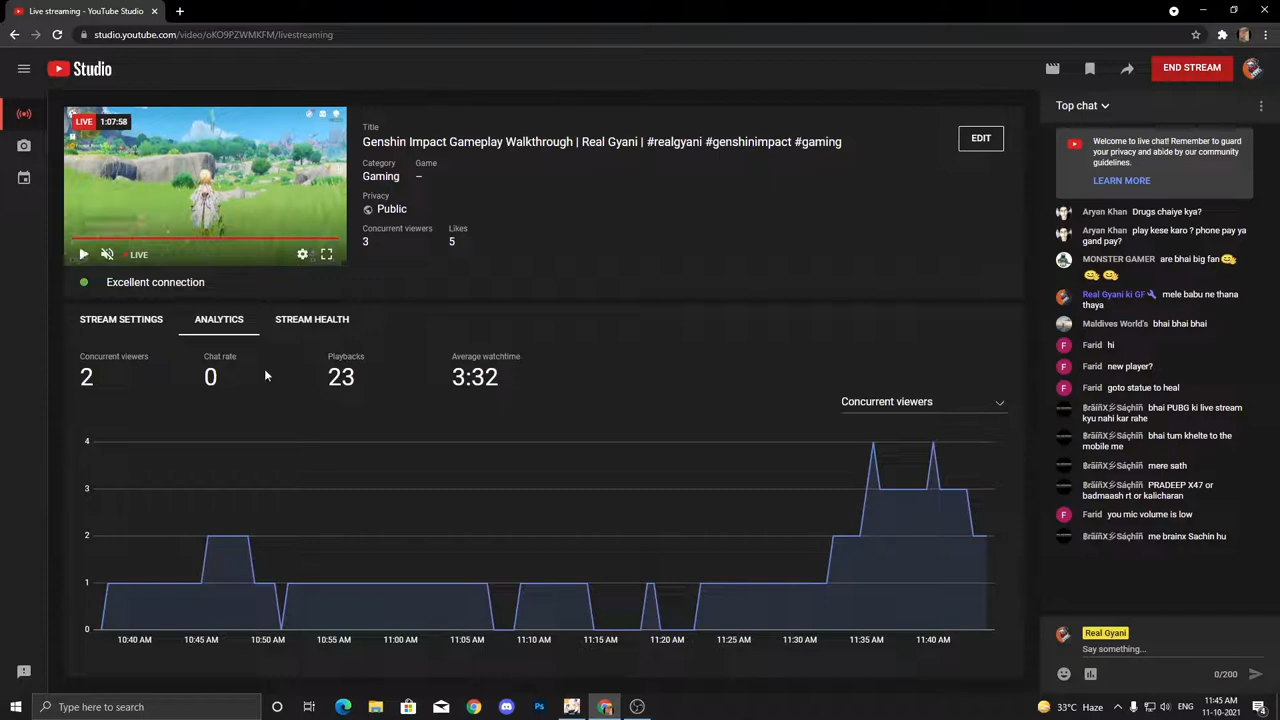 Live streaming - YouTube Studio
studio.youtube.com/video/oKO9PZWMKFM/livestreaming
Studio
END STREAM
LIVE 1:07:58
LIVE
Title
Genshin Impact Gameplay Walkthrough | Real Gyani | #realgyani #genshinimpact #gaming
EDIT
Category Game
Gaming –
Privacy
Public
Concurrent viewers Likes
3 5
Excellent connection
STREAM SETTINGS ANALYTICS STREAM HEALTH
Concurrent viewers Chat rate Playbacks Average watchtime
2 0 23 3:32
Concurrent viewers
4
3
2
1
0
10:40 AM 10:45 AM 10:50 AM 10:55 AM 11:00 AM 11:05 AM 11:10 AM 11:15 AM 11:20 AM 11:25 AM 11:30 AM 11:35 AM 11:40 AM
Top chat
Welcome to live chat! Remember to guard
your privacy and abide by our community
guidelines.
LEARN MORE
Aryan Khan Drugs chaiye kya?
Aryan Khan play kese karo ? phone pay ya
gand pay?
MONSTER GAMER are bhai big fan
Real Gyani ki GF mele babu ne thana
thaya
Maldives World's bhai bhai bhai
Farid hi
Farid new player?
Farid goto statue to heal
bhai PUBG ki live stream
kyu nahi kar rahe
bhai tum khelte to the
mobile me
mere sath
PRADEEP X47 or
badmaash rt or kalicharan
Farid you mic volume is low
me brainx Sachin hu
Real Gyani
Say something...
0/200
Type here to search
Ps
33°C Haze
ENG
11:45 AM
11-10-2021